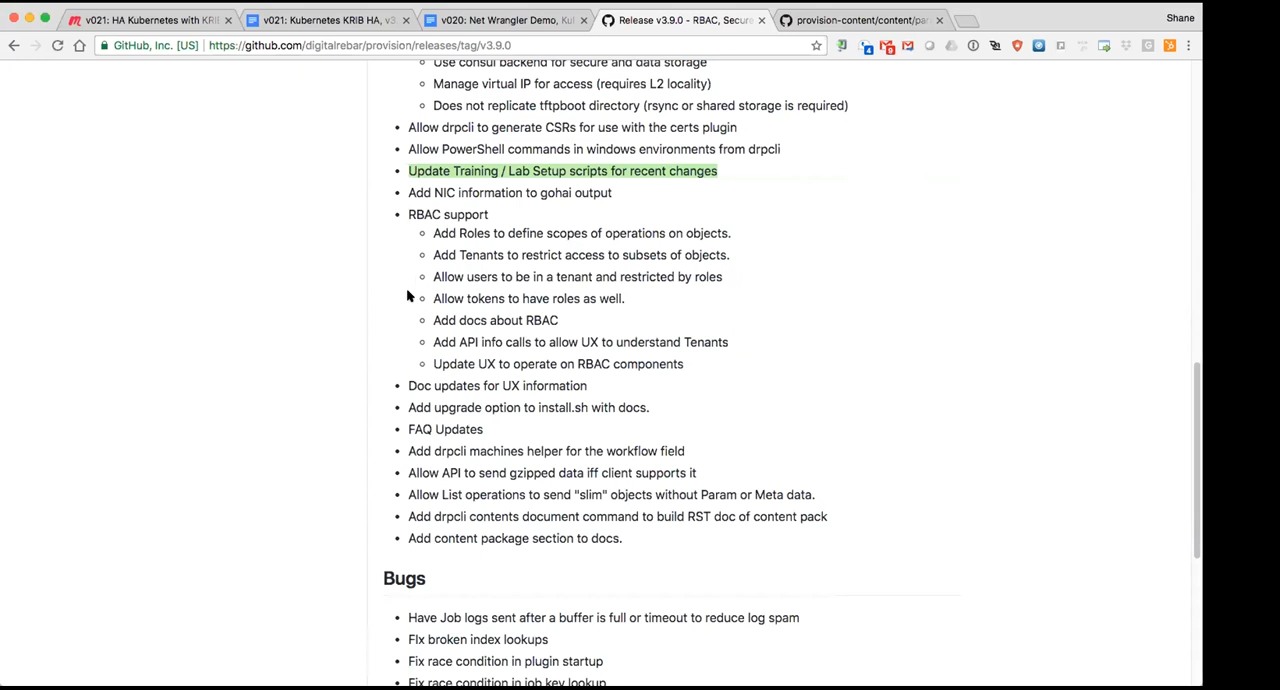 v021: HA Kubernetes with KRI
v021: Kubernetes KRIB HA, v3
v020: Net Wrangler Demo, Ku
Release v3.9.0 - RBAC, Secure
provision-content/content/par
Shane
GitHub, Inc. [US]
https://github.com/digitalrebar/provision/releases/tag/v3.9.0
Use consul backend for secure and data storage
Manage virtual IP for access (requires L2 locality)
Does not replicate tftpboot directory (rsync or shared storage is required)
Allow drpcli to generate CSRs for use with the certs plugin
Allow PowerShell commands in windows environments from drpcli
Update Training / Lab Setup scripts for recent changes
Add NIC information to gohai output
RBAC support
Add Roles to define scopes of operations on objects.
Add Tenants to restrict access to subsets of objects.
Allow users to be in a tenant and restricted by roles
Allow tokens to have roles as well.
Add docs about RBAC
Add API info calls to allow UX to understand Tenants
Update UX to operate on RBAC components
Doc updates for UX information
Add upgrade option to install.sh with docs.
FAQ Updates
Add drpcli machines helper for the workflow field
Allow API to send gzipped data iff client supports it
Allow List operations to send "slim" objects without Param or Meta data.
Add drpcli contents document command to build RST doc of content pack
Add content package section to docs.
Bugs
Have Job logs sent after a buffer is full or timeout to reduce log spam
FIx broken index lookups
Fix race condition in plugin startup
Fix race condition in job key lookup